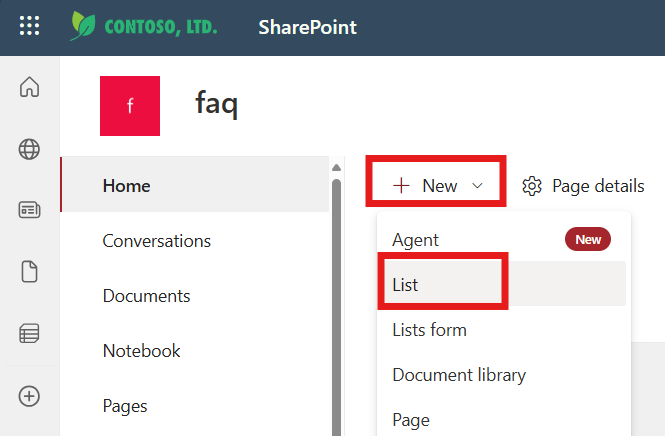 CONTOSO, LTD. SharePoint
f faq
Home
Conversations
Documents
Notebook
Pages
New Page details
Agent New
List
Lists form
Document library
Page